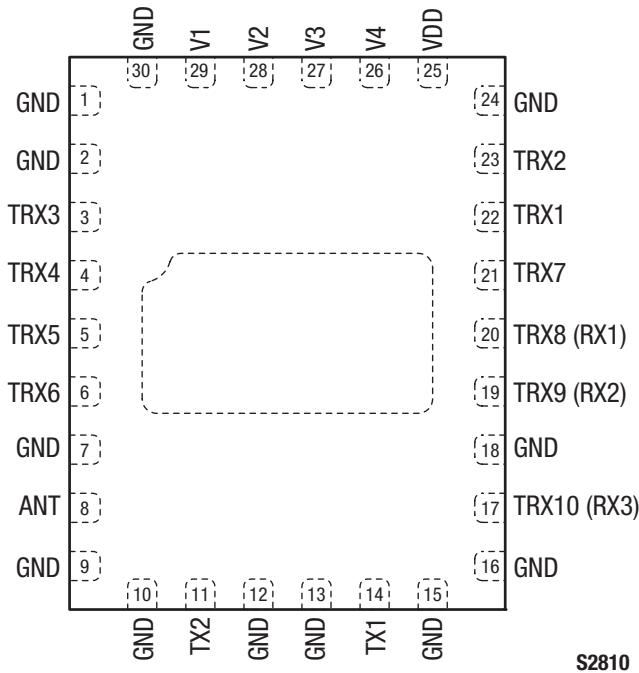 GND V1 V2 V3 V4 VDD
30 29 28 27 26 25
GND 1 24 GND
GND 2 23 TRX2
TRX3 3 22 TRX1
TRX4 4 21 TRX7
TRX5 5 20 TRX8 (RX1)
TRX6 6 19 TRX9 (RX2)
GND 7 18 GND
ANT 8 17 TRX10 (RX3)
GND 9 16 GND
10 11 12 13 14 15
GND TX2 GND GND TX1 GND
S2810